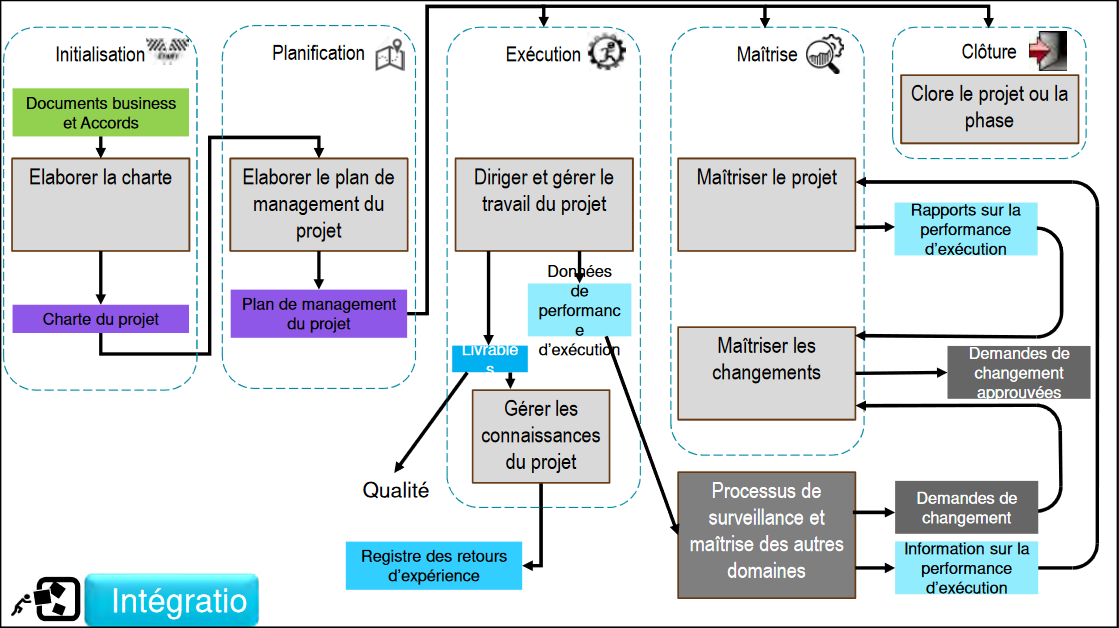 Initialisation
Documents business
et Accords
Elaborer la charte
Charte du projet
Planification
Elaborer le plan de
management du
projet
Plan de management
du projet
Exécution
Diriger et gérer le
travail du projet
Données
de
performanc
e
d'exécution
Livrable
s
Gérer les
connaissances
du projet
Qualité
Registre des retours
d'expérience
Maîtrise
Maîtriser le projet
Rapports sur la
performance
d'exécution
Maîtriser les
changements
Demandes de
changement
approuvées
Processus de
surveillance et
maîtrise des autres
domaines
Demandes de
changement
Information sur la
performance
d'exécution
Clôture
Clore le projet ou la
phase
Intégratio